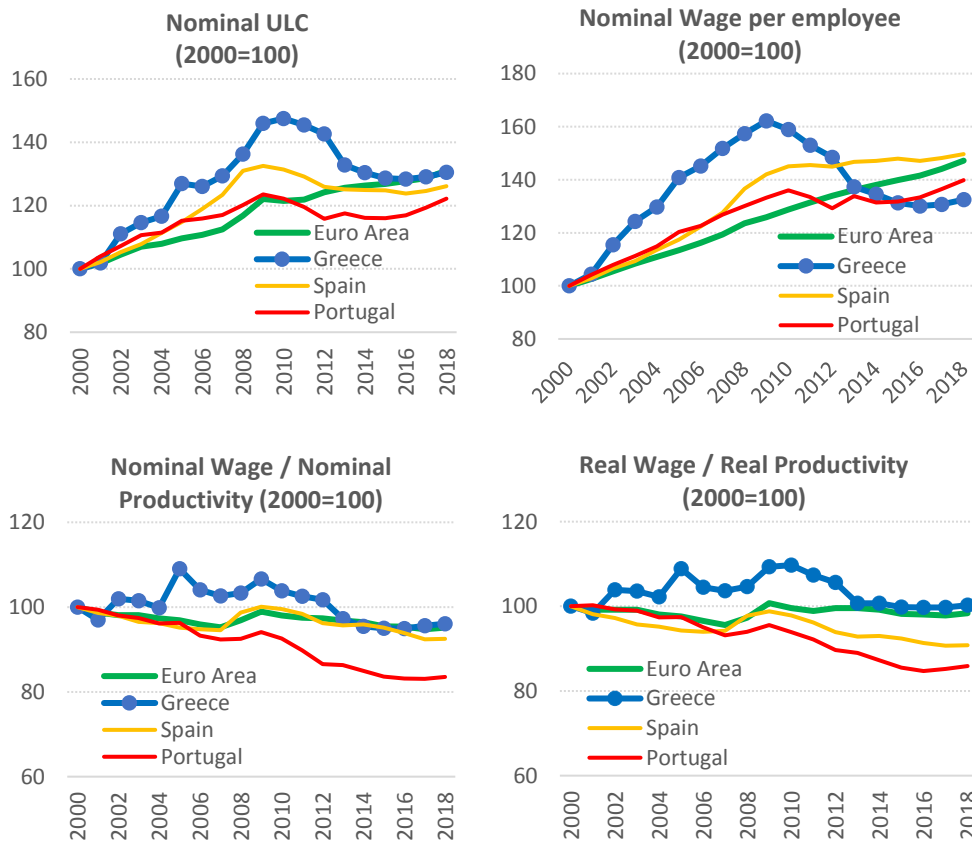 Nominal ULC
(2000=100)
160
140
120
100
80
Euro Area
Greece
Spain
Portugal
2000
2002
2004
2006
2008
2010
2012
2014
2016
2018
Nominal Wage per employee
(2000=100)
180
160
140
120
100
80
Euro Area
Greece
Spain
Portugal
2000
2002
2004
2006
2008
2010
2012
2014
2016
2018
Nominal Wage / Nominal
Productivity (2000=100)
120
100
80
60
Euro Area
Greece
Spain
Portugal
2000
2002
2004
2006
2008
2010
2012
2014
2016
2018
Real Wage / Real Productivity
(2000=100)
120
100
80
60
Euro Area
Greece
Spain
Portugal
2000
2002
2004
2006
2008
2010
2012
2014
2016
2018